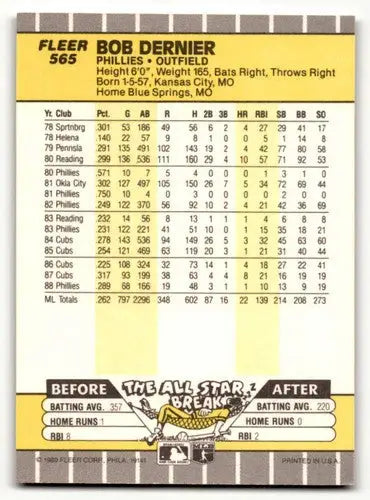 FLEER
565
BOB DERNIER
PHILLIES • OUTFIELD
Height 6'0", Weight 165, Bats Right, Throws Right
Born 1-5-57, Kansas City, MO
Home Blue Springs, MO
Yr. Club Pct. G AB R H 2B 3B HR RBI SB BB SO
78 Sprtnbrg .301 53 186 49 56 6 2 4 27 29 41 17
78 Helena .140 22 57 9 8 0 1 0 5 9 14 1
79 Pennsla .291 135 491 102 143 19 2 4 42 77 80 58
80 Reading .299 136 536 111 160 29 4 10 57 71 92 53
80 Phillies .571 10 7 5 4 0 0 0 1 3 1 0
81 Okla City .302 127 497 105 150 26 7 5 34 72 69 44
81 Phillies .750 10 4 0 3 0 0 0 0 2 0 0
82 Phillies .249 122 370 56 92 10 2 4 21 42 36 69
83 Reading .232 14 56 8 13 1 1 1 4 6 8 8
83 Phillies .231 122 221 41 51 10 0 1 15 35 18 21
84 Cubs .278 143 536 94 149 26 5 3 32 45 63 60
85 Cubs .254 121 469 63 119 20 3 1 21 31 40 44
86 Cubs .225 108 324 32 73 14 1 4 18 27 22 41
87 Cubs .317 93 199 38 63 4 4 8 21 16 19 19
88 Phillies .289 68 166 19 48 3 1 1 10 13 9 19
ML Totals 262 797 2296 348 602 87 16 22 139 214 208 273
BEFORE
THE ALL STAR
BREAK
AFTER
BATTING AVG. .357
HOME RUNS 1
RBI 8
BATTING AVG. .220
HOME RUNS 0
RBI 2
© 1989 FLEER CORP. PHILA. 19141
PRINTED IN U.S.A.